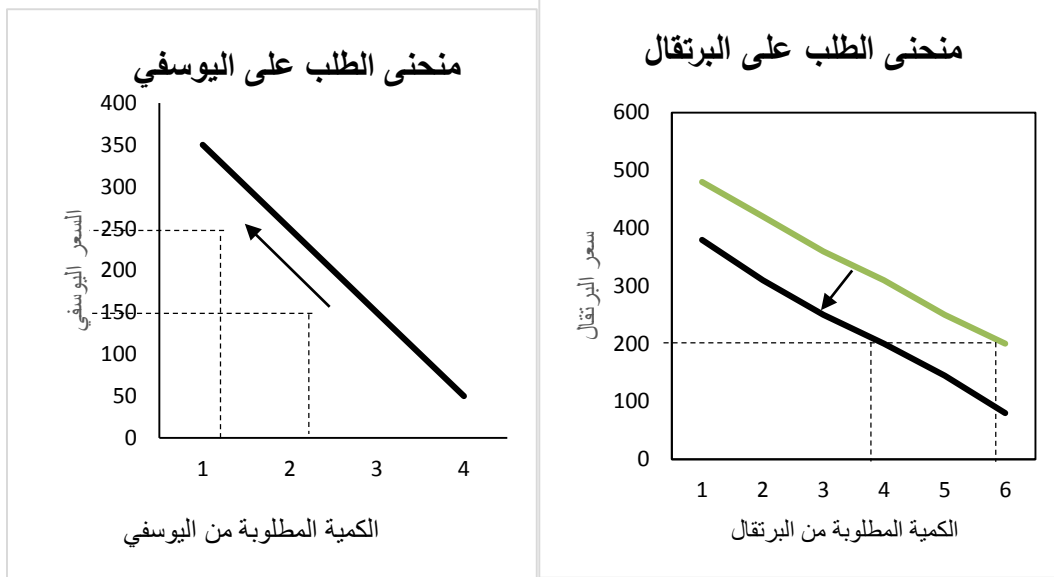 منحنى الطلب على البرتقال
600
500
400
300
200
100
0
سعر البرتقال
1 2 3 4 5 6
الكمية المطلوبة من البرتقال
منحنى الطلب على اليوسفي
400
350
300
250
200
150
100
50
0
السعر اليوسفي
1 2 3 4
الكمية المطلوبة من اليوسفي